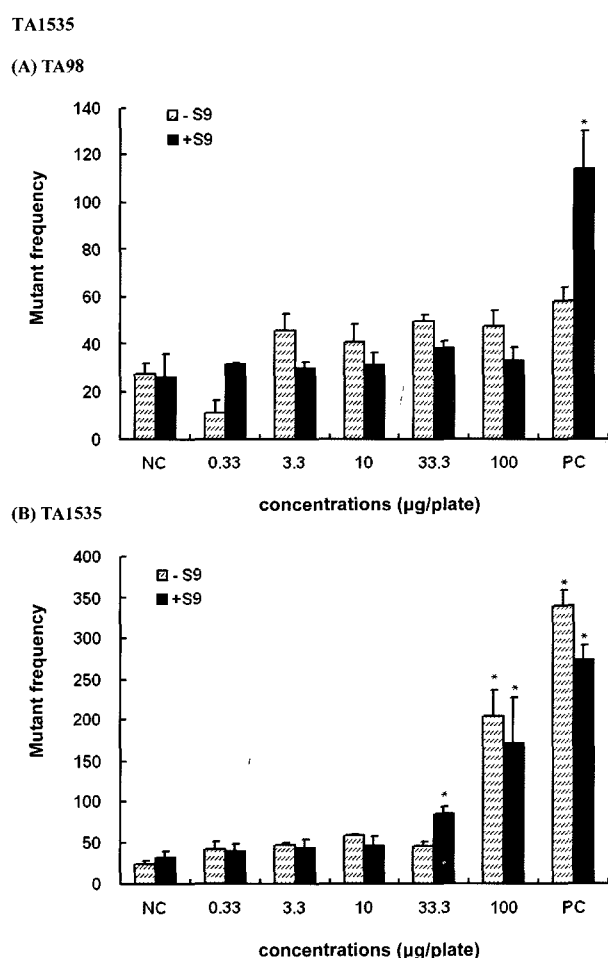 TA1535
(A) TA98
140
120
100
80
60
40
20
0
Mutant frequency
- S9
+S9
*
NC 0.33 3.3 10 33.3 100 PC
concentrations (μg/plate)
(B) TA1535
400
350
300
250
200
150
100
50
0
Mutant frequency
- S9
+S9
*
*
*
*
*
NC 0.33 3.3 10 33.3 100 PC
concentrations (μg/plate)